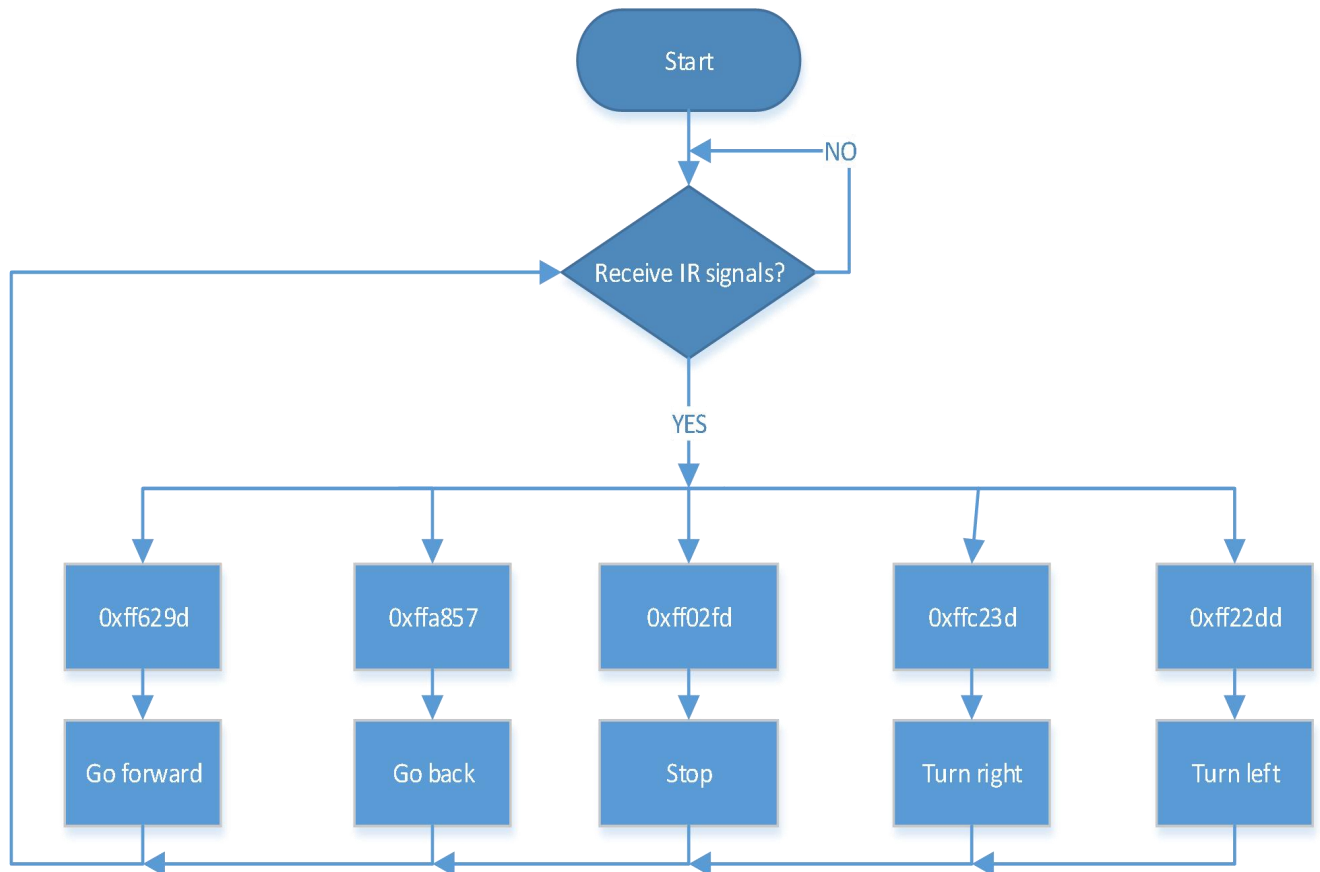 Start
NO
Receive IR signals?
YES
0xff629d
0xffa857
0xff02fd
0xffc23d
0xff22dd
Go forward
Go back
Stop
Turn right
Turn left